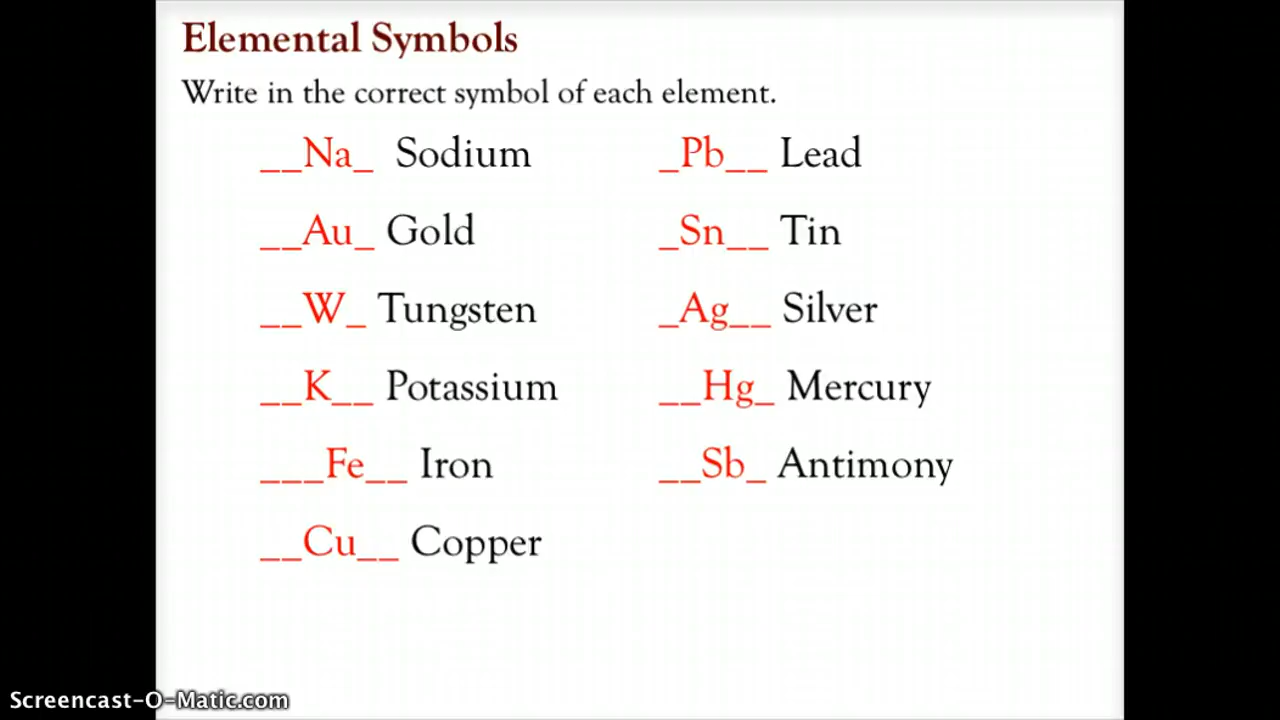 Elemental Symbols
Write in the correct symbol of each element.
__Na_ Sodium
__Au_ Gold
__W_ Tungsten
__K__ Potassium
___Fe__ Iron
__Cu__ Copper
_Pb__ Lead
_Sn__ Tin
_Ag__ Silver
__Hg_ Mercury
__Sb_ Antimony
Screencast-O-Matic.com